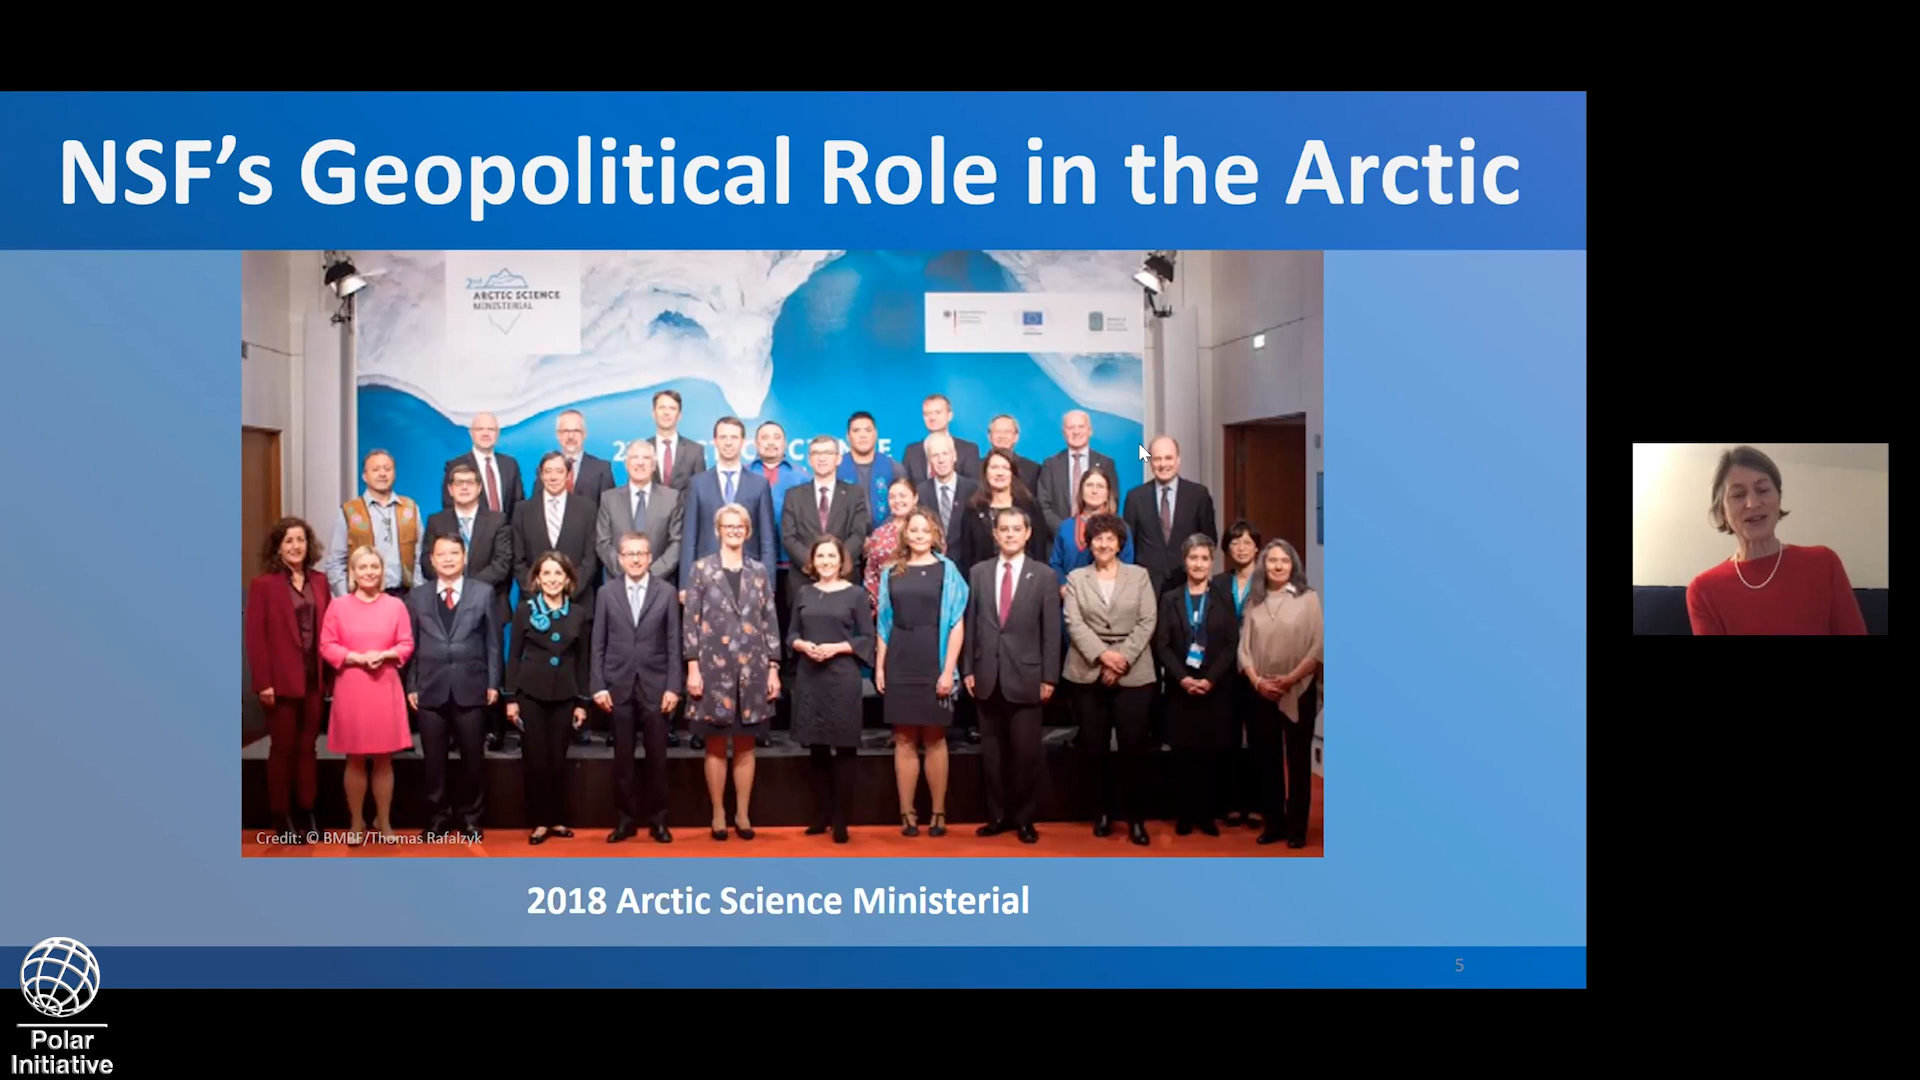 NSF's Geopolitical Role in the Arctic
2nd
ARCTIC SCIENCE
MINISTERIAL
Credit: © BMBF/Thomas Rafalzyk
2018 Arctic Science Ministerial
5
Polar
Initiative